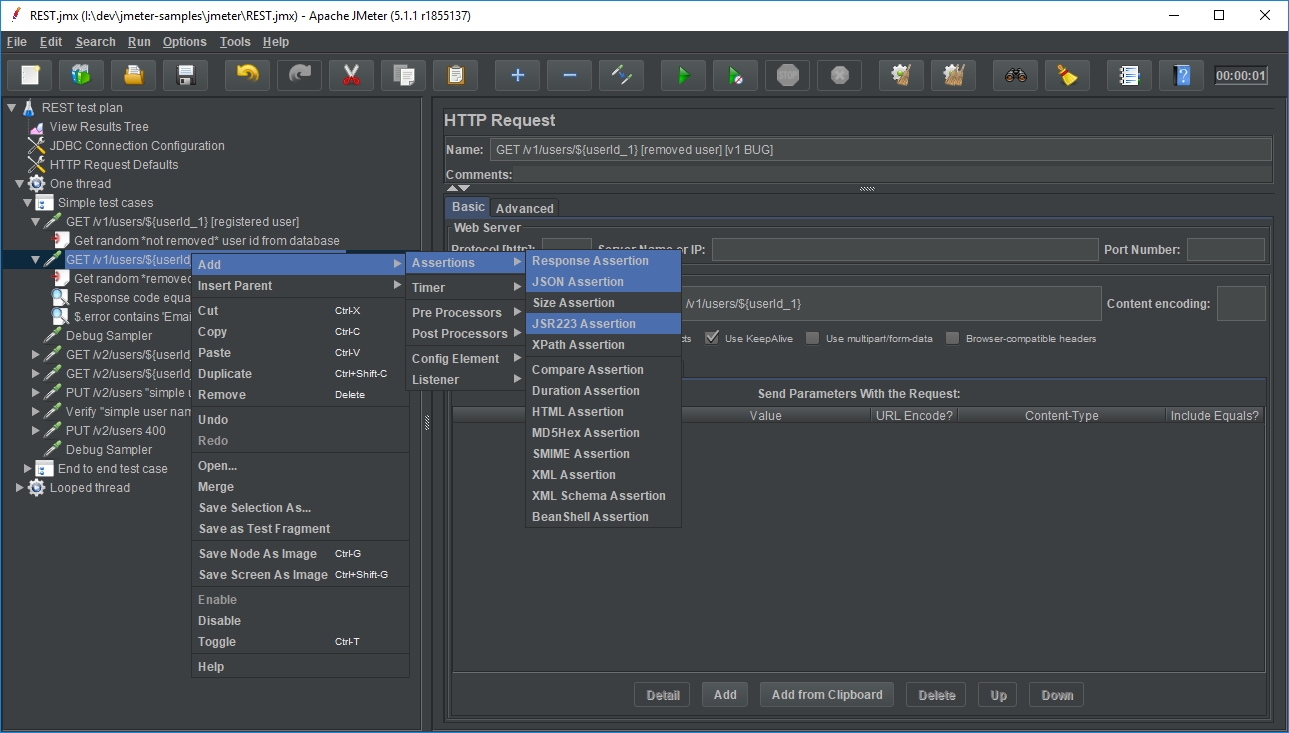 REST.jmx (I:\dev\jmeter-samples\jmeter\REST.jmx) - Apache JMeter (5.1.1 r1855137)
File Edit Search Run Options Tools Help
STOP
00:00:01
REST test plan
View Results Tree
JDBC Connection Configuration
HTTP Request Defaults
One thread
Simple test cases
GET /v1/users/${userId_1} [registered user]
Get random *not removed* user id from database
GET /v1/users/${userId
Get random *removed
Response code equa
$.error contains 'Emai
Debug Sampler
GET /v2/users/${userId_
GET /v2/users/${userId_
PUT /v2/users "simple u
Verify "simple user nam
PUT /v2/users 400
Debug Sampler
End to end test case
Looped thread
Add
Insert Parent
Cut Ctrl-X
Copy Ctrl-C
Paste Ctrl-V
Duplicate Ctrl+Shift-C
Remove Delete
Undo
Redo
Open...
Merge
Save Selection As...
Save as Test Fragment
Save Node As Image Ctrl-G
Save Screen As Image Ctrl+Shift-G
Enable
Disable
Toggle Ctrl-T
Help
Assertions
Timer
Pre Processors
Post Processors
Config Element
Listener
Response Assertion
JSON Assertion
Size Assertion
JSR223 Assertion
XPath Assertion
Compare Assertion
Duration Assertion
HTML Assertion
MD5Hex Assertion
SMIME Assertion
XML Assertion
XML Schema Assertion
BeanShell Assertion
HTTP Request
Name: GET /v1/users/${userId_1} [removed user] [v1 BUG]
Comments:
Basic Advanced
Web Server
Protocol [http]: Server Name or IP: Port Number:
/v1/users/${userId_1} Content encoding:
Use KeepAlive Use multipart/form-data Browser-compatible headers
Send Parameters With the Request:
Value URL Encode? Content-Type Include Equals?
Detail Add Add from Clipboard Delete Up Down